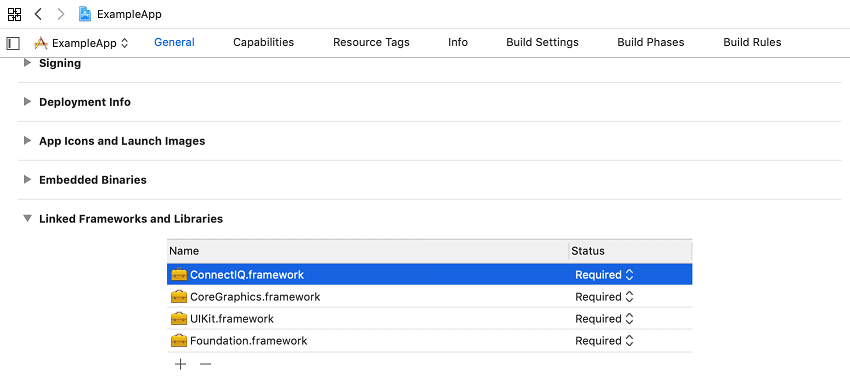 ExampleApp
ExampleApp General Capabilities Resource Tags Info Build Settings Build Phases Build Rules
Signing
Deployment Info
App Icons and Launch Images
Embedded Binaries
Linked Frameworks and Libraries
Name Status
ConnectIQ.framework Required
CoreGraphics.framework Required
UIKit.framework Required
Foundation.framework Required